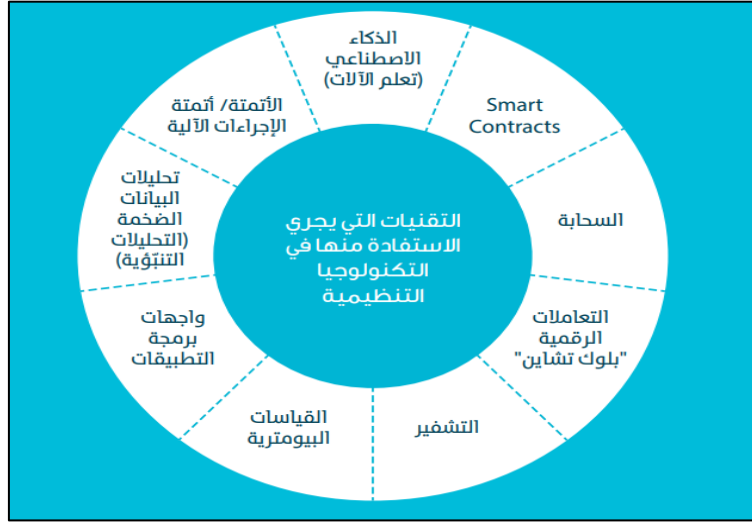 الذكاء
الاصطناعي
(تعلم الآلات)
Smart
Contracts
السحابة
التعاملات
الرقمية
"بلوك تشاين"
التشفير
القياسات
البيومترية
واجهات
برمجة
التطبيقات
تحليلات
البيانات
الضخمة
(التحليلات
التنبّؤية)
الأتمتة/ أتمتة
الإجراءات الآلية
التقنيات التي يجري
الاستفادة منها في
التكنولوجيا
التنظيمية